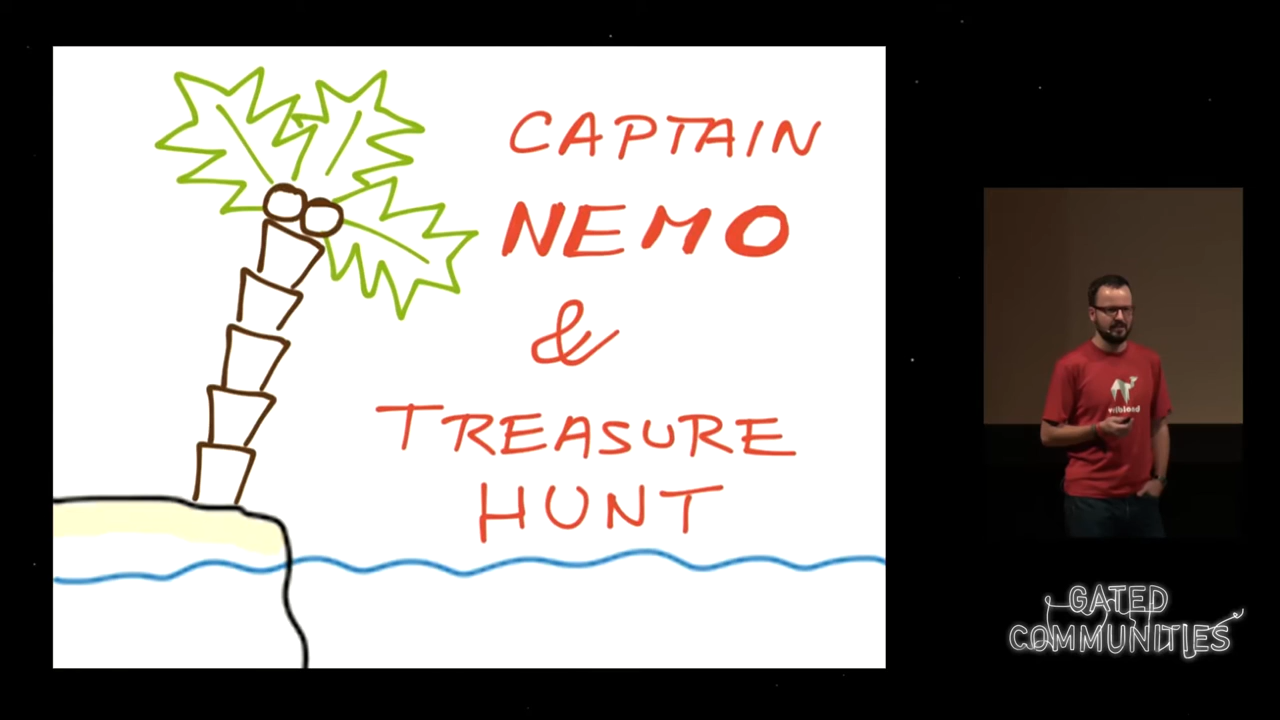 CAPTAIN
NEMO
&
TREASURE
HUNT
GATED
COMMUNITIES